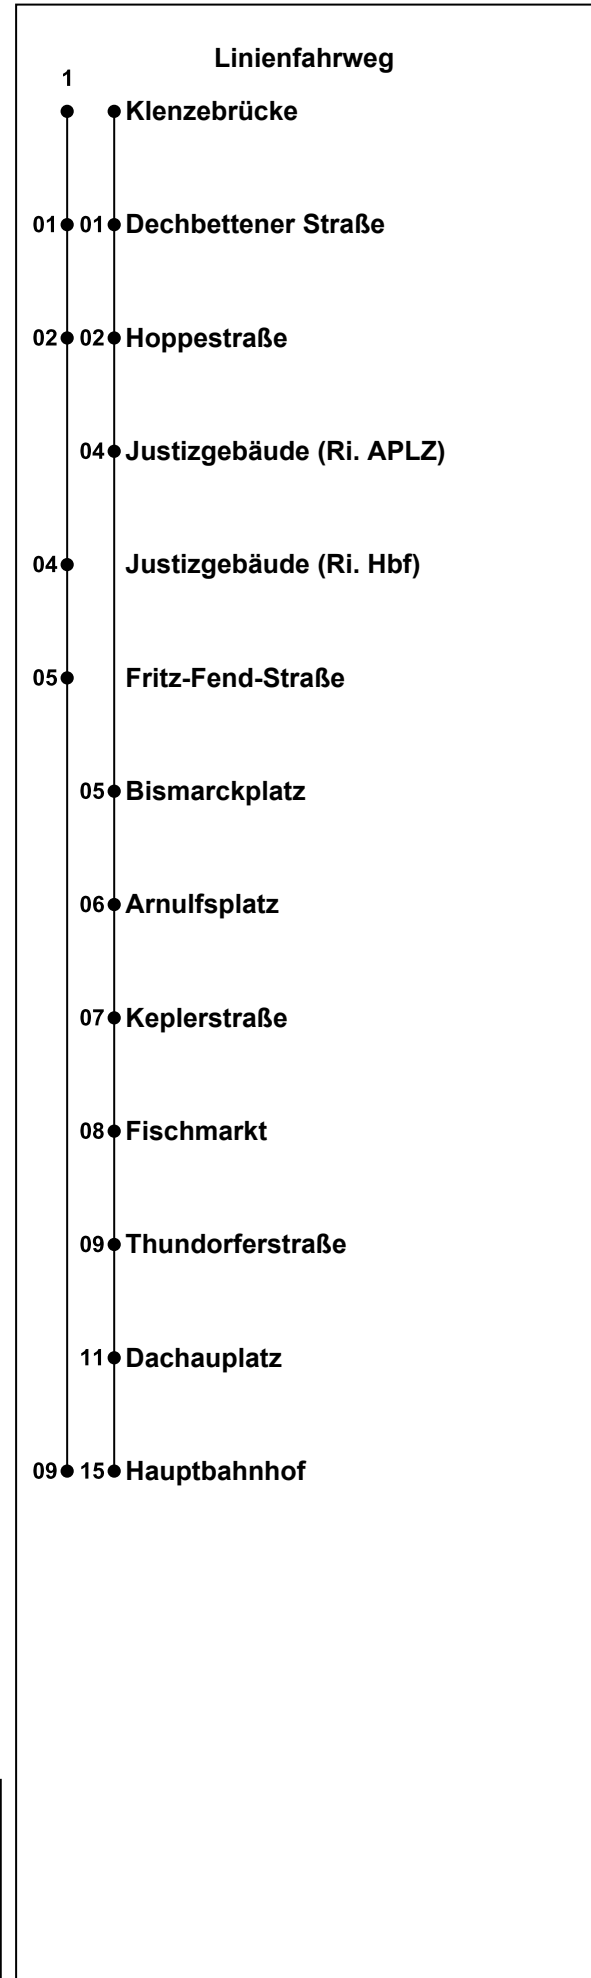 Linienfahrweg
1
Klenzebrücke
01 01 Dechbettener Straße
02 02 Hoppestraße
04 Justizgebäude (Ri. APLZ)
04 Justizgebäude (Ri. Hbf)
05 Fritz-Fend-Straße
05 Bismarckplatz
06 Arnulfsplatz
07 Keplerstraße
08 Fischmarkt
09 Thundorferstraße
11 Dachauplatz
09 15 Hauptbahnhof